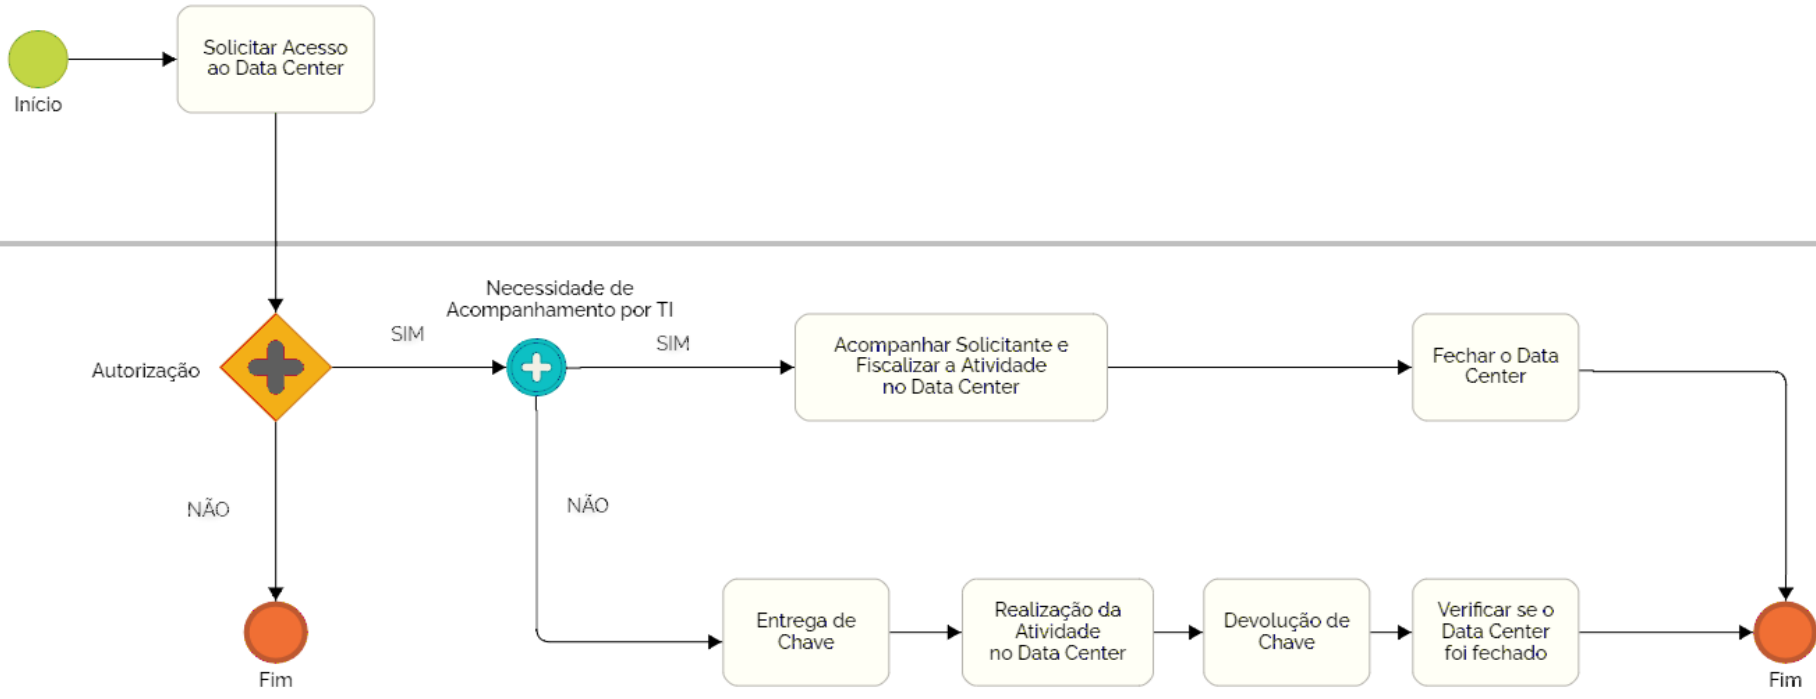 Solicitar Acesso
ao Data Center
Início
Necessidade de
Acompanhamento por TI
SIM
SIM
Autorização
Acompanhar Solicitante e
Fiscalizar a Atividade
no Data Center
Fechar o Data
Center
NÃO
NÃO
Entrega de
Chave
Realização da
Atividade
no Data Center
Devolução de
Chave
Verificar se o
Data Center
foi fechado
Fim
Fim